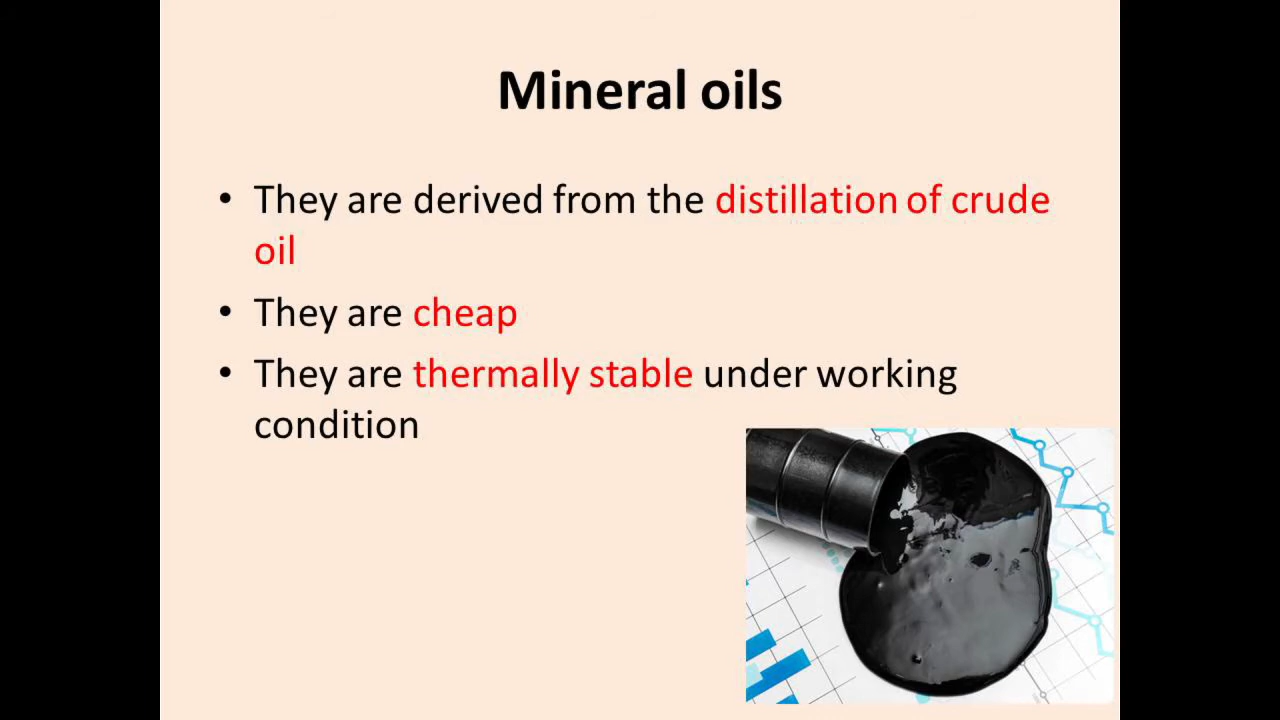 Mineral oils
• They are derived from the distillation of crude
oil
• They are cheap
• They are thermally stable under working
condition